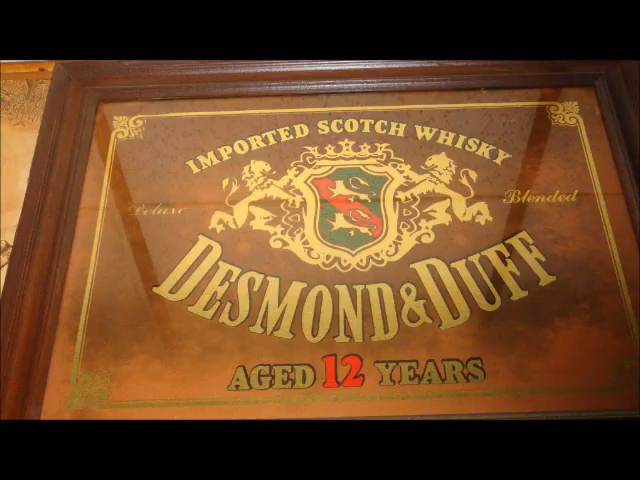 IMPORTED SCOTCH WHISKY
Deluxe
Blended
DESMOND & DUFF
AGED 12 YEARS